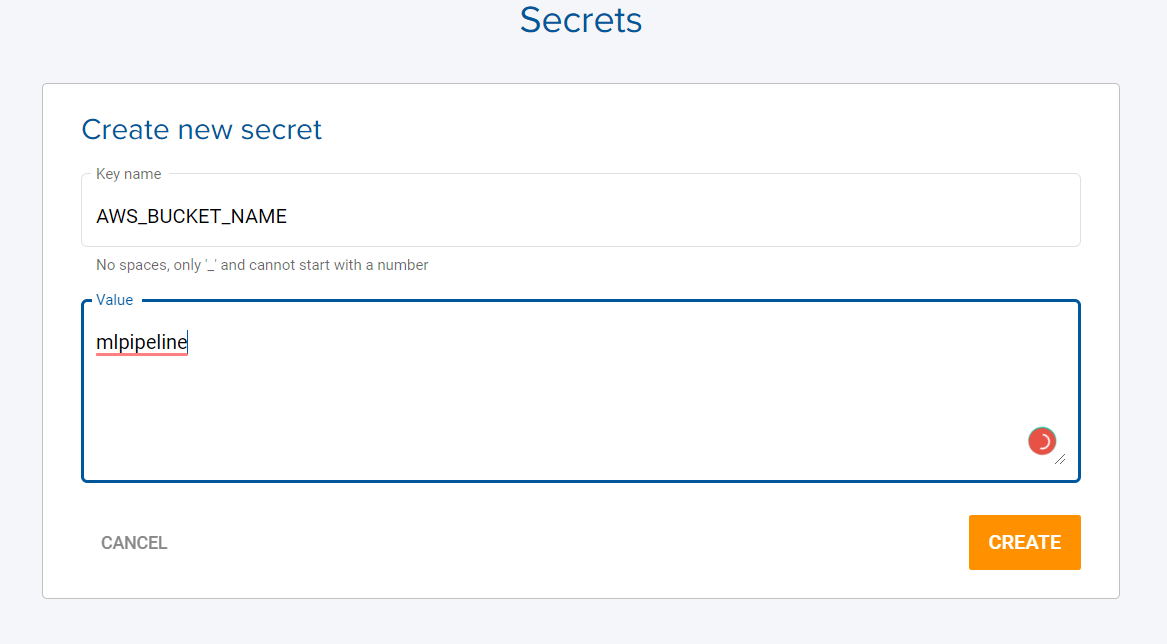 Secrets
Create new secret
Key name
AWS_BUCKET_NAME
No spaces, only '_' and cannot start with a number
Value
mlpipeline
CANCEL
CREATE